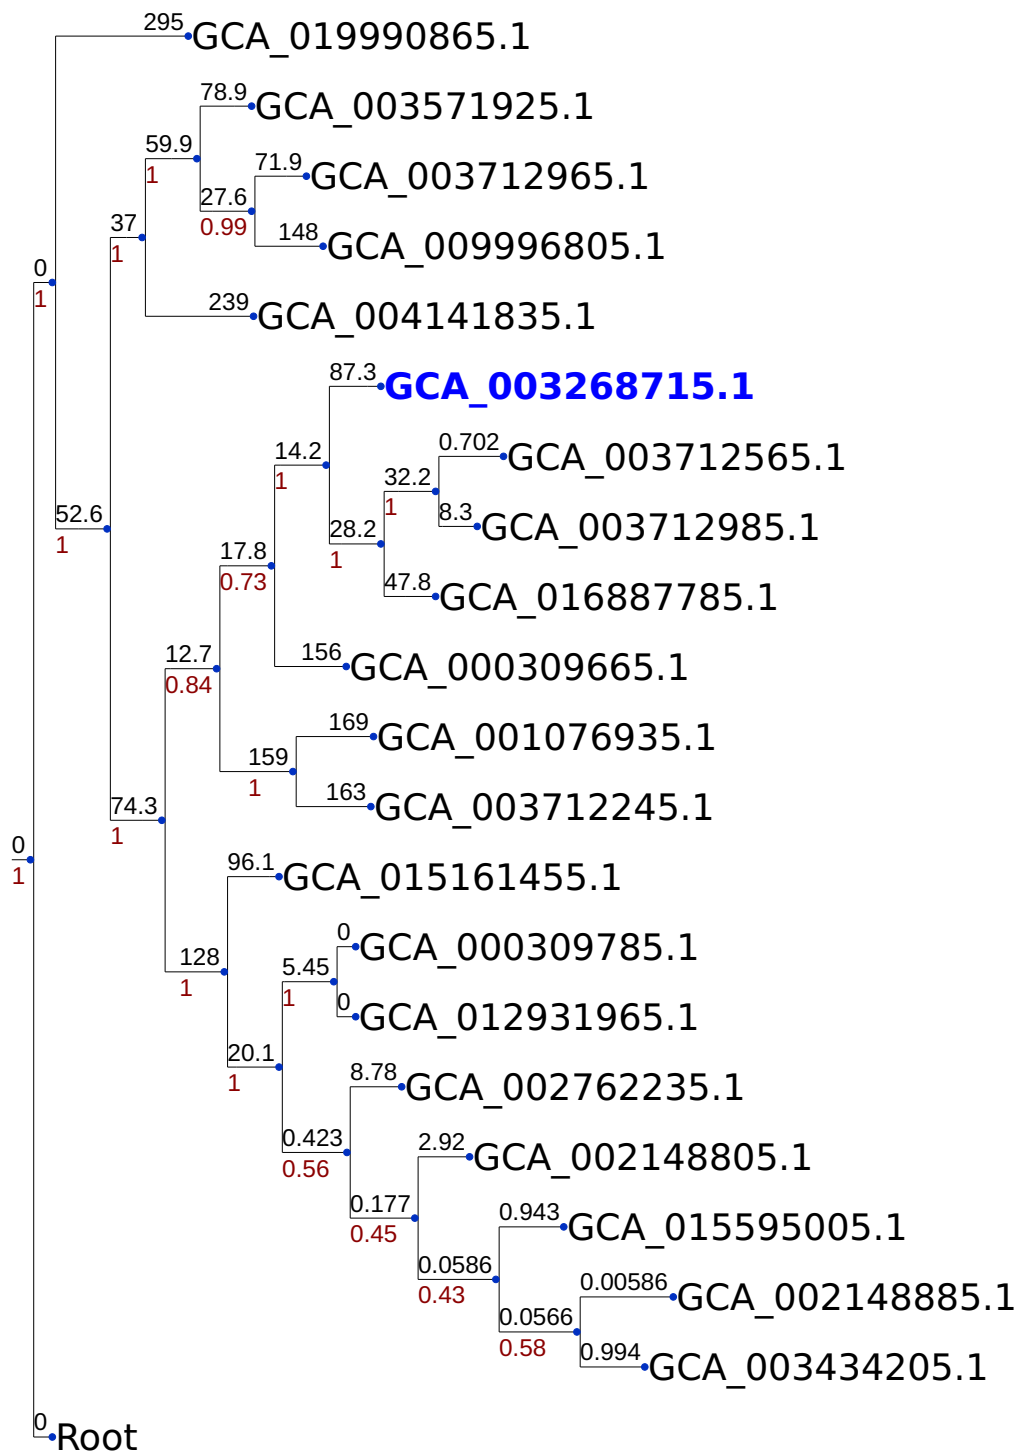 295 GCA_019990865.1
78.9 GCA_003571925.1
59.9
1
71.9 GCA_003712965.1
27.6
0.99
37
1
148 GCA_009996805.1
0
1
239 GCA_004141835.1
87.3 GCA_003268715.1
14.2
1
0.702 GCA_003712565.1
32.2
1
8.3 GCA_003712985.1
52.6
1
28.2
1
17.8
0.73
47.8 GCA_016887785.1
12.7
0.84
156 GCA_000309665.1
169 GCA_001076935.1
159
1
163 GCA_003712245.1
74.3
1
0
1
96.1 GCA_015161455.1
128
1
0 GCA_000309785.1
5.45
1
0 GCA_012931965.1
20.1
1
8.78 GCA_002762235.1
0.423
0.56
2.92 GCA_002148805.1
0.177
0.45
0.943 GCA_015595005.1
0.0586
0.43
0.00586 GCA_002148885.1
0.0566
0.58
0.994 GCA_003434205.1
0 Root